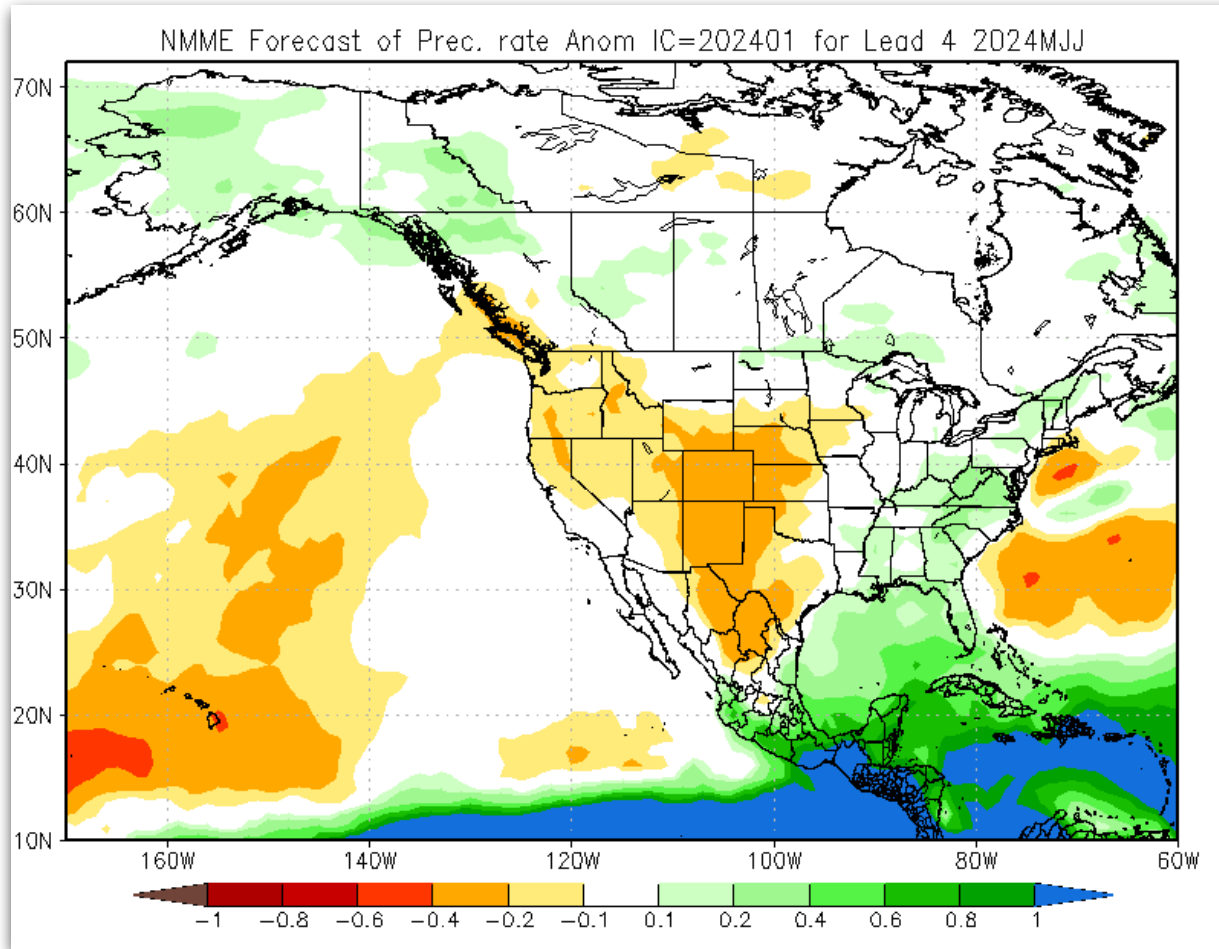 NMME Forecast of Prec. rate Anom IC=202401 for Lead 4 2024MJJ
70N
60N
50N
40N
30N
20N
10N
160W 140W 120W 100W 80W 60W
-1 -0.8 -0.6 -0.4 -0.2 -0.1 0.1 0.2 0.4 0.6 0.8 1